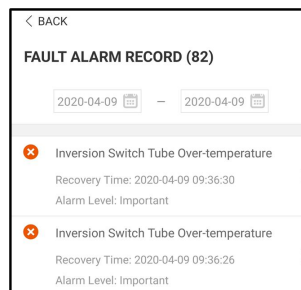 < BACK
FAULT ALARM RECORD (82)
2020-04-09 – 2020-04-09
Inversion Switch Tube Over-temperature
Recovery Time: 2020-04-09 09:36:30
Alarm Level: Important
Inversion Switch Tube Over-temperature
Recovery Time: 2020-04-09 09:36:26
Alarm Level: Important